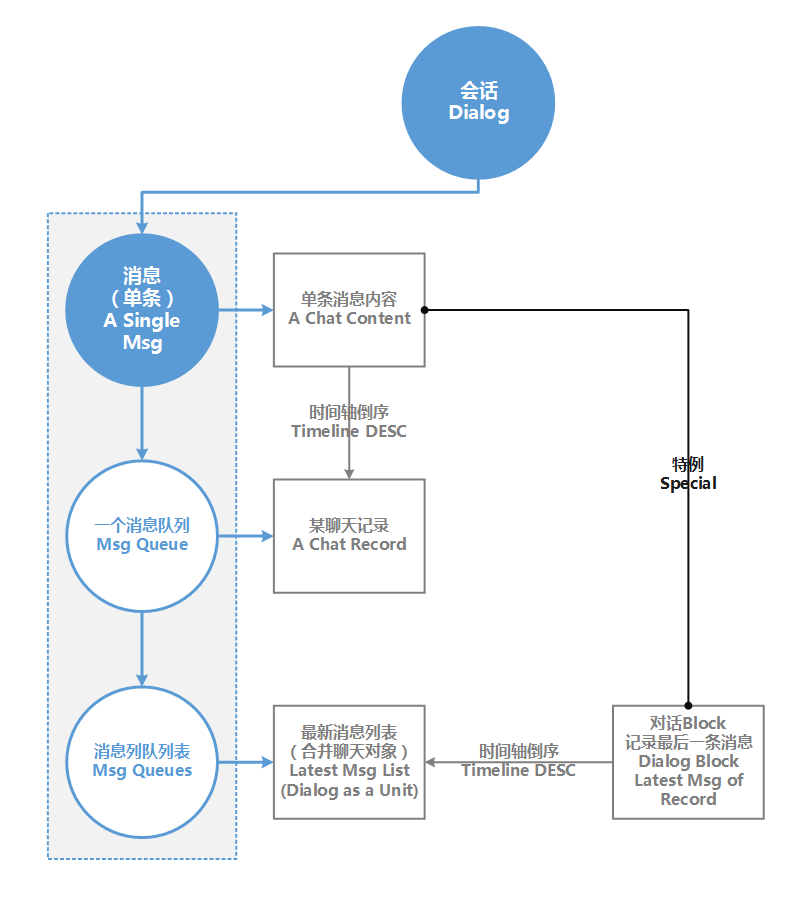 会话
Dialog
消息
（单条）
A Single
Msg
单条消息内容
A Chat Content
时间轴倒序
Timeline DESC
特例
Special
一个消息队列
Msg Queue
某聊天记录
A Chat Record
消息列队列表
Msg Queues
最新消息列表
（合并聊天对象）
Latest Msg List
(Dialog as a Unit)
时间轴倒序
Timeline DESC
对话Block
记录最后一条消息
Dialog Block
Latest Msg of
Record